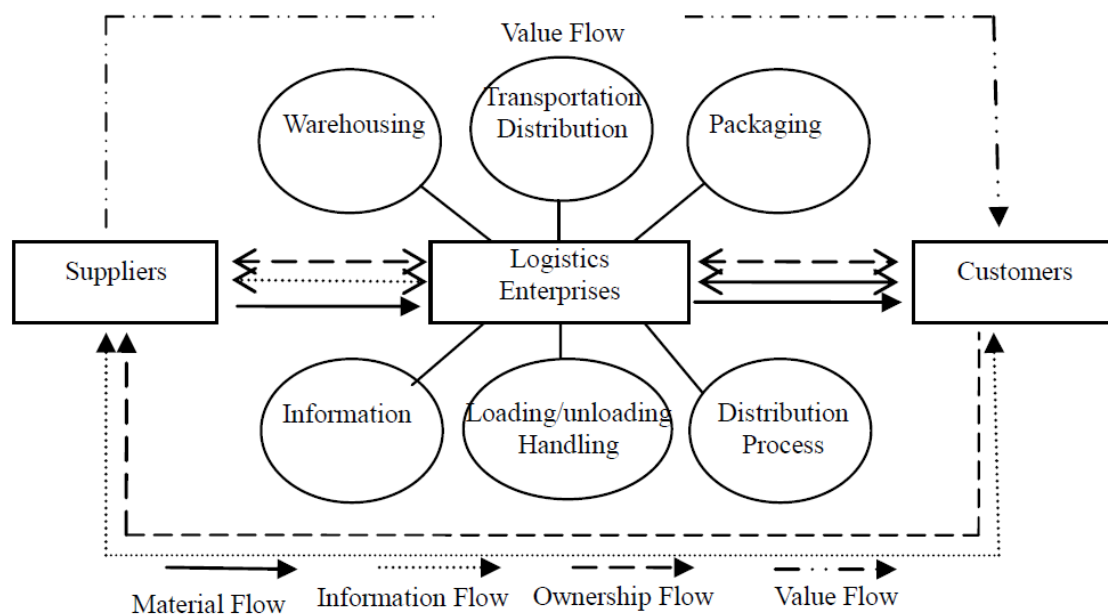 Value Flow
Warehousing
Transportation
Distribution
Packaging
Suppliers
Logistics
Enterprises
Customers
Information
Loading/unloading
Handling
Distribution
Process
Material Flow
Information Flow
Ownership Flow
Value Flow